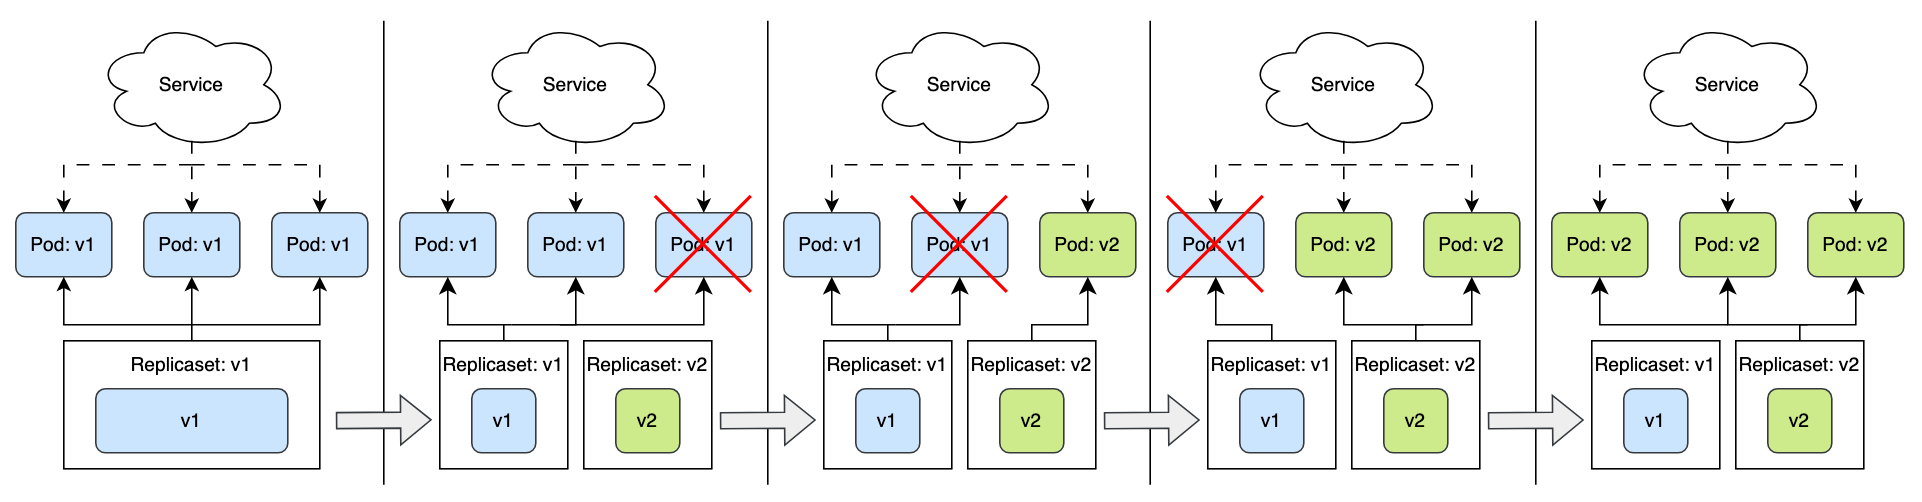 Service
Pod: v1
Pod: v1
Pod: v1
Replicaset: v1
v1
Service
Pod: v1
Pod: v1
Pod: v1
Replicaset: v1
Replicaset: v2
v1
v2
Service
Pod: v1
Pod: v1
Pod: v2
Replicaset: v1
Replicaset: v2
v1
v2
Service
Pod: v1
Pod: v2
Pod: v2
Replicaset: v1
Replicaset: v2
v1
v2
Service
Pod: v2
Pod: v2
Pod: v2
Replicaset: v1
Replicaset: v2
v1
v2